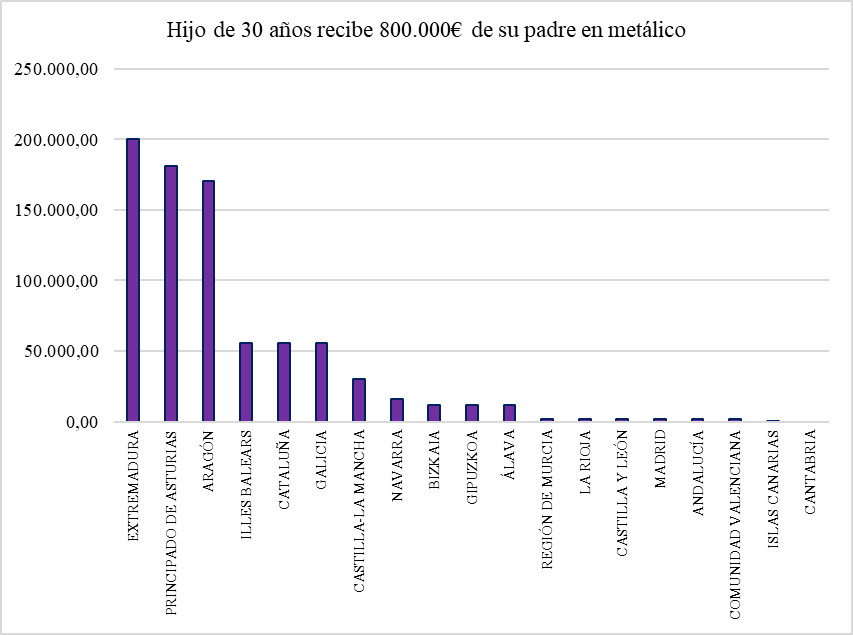 Hijo de 30 años recibe 800.000€ de su padre en metálico
250.000,00
200.000,00
150.000,00
100.000,00
50.000,00
0,00
EXTREMADURA
PRINCIPADO DE ASTURIAS
ARAGÓN
ILLES BALEARS
CATALUÑA
GALICIA
CASTILLA-LA MANCHA
NAVARRA
BIZKAIA
GIPUZKOA
ÁLAVA
REGIÓN DE MURCIA
LA RIOJA
CASTILLA Y LEÓN
MADRID
ANDALUCÍA
COMUNIDAD VALENCIANA
ISLAS CANARIAS
CANTABRIA